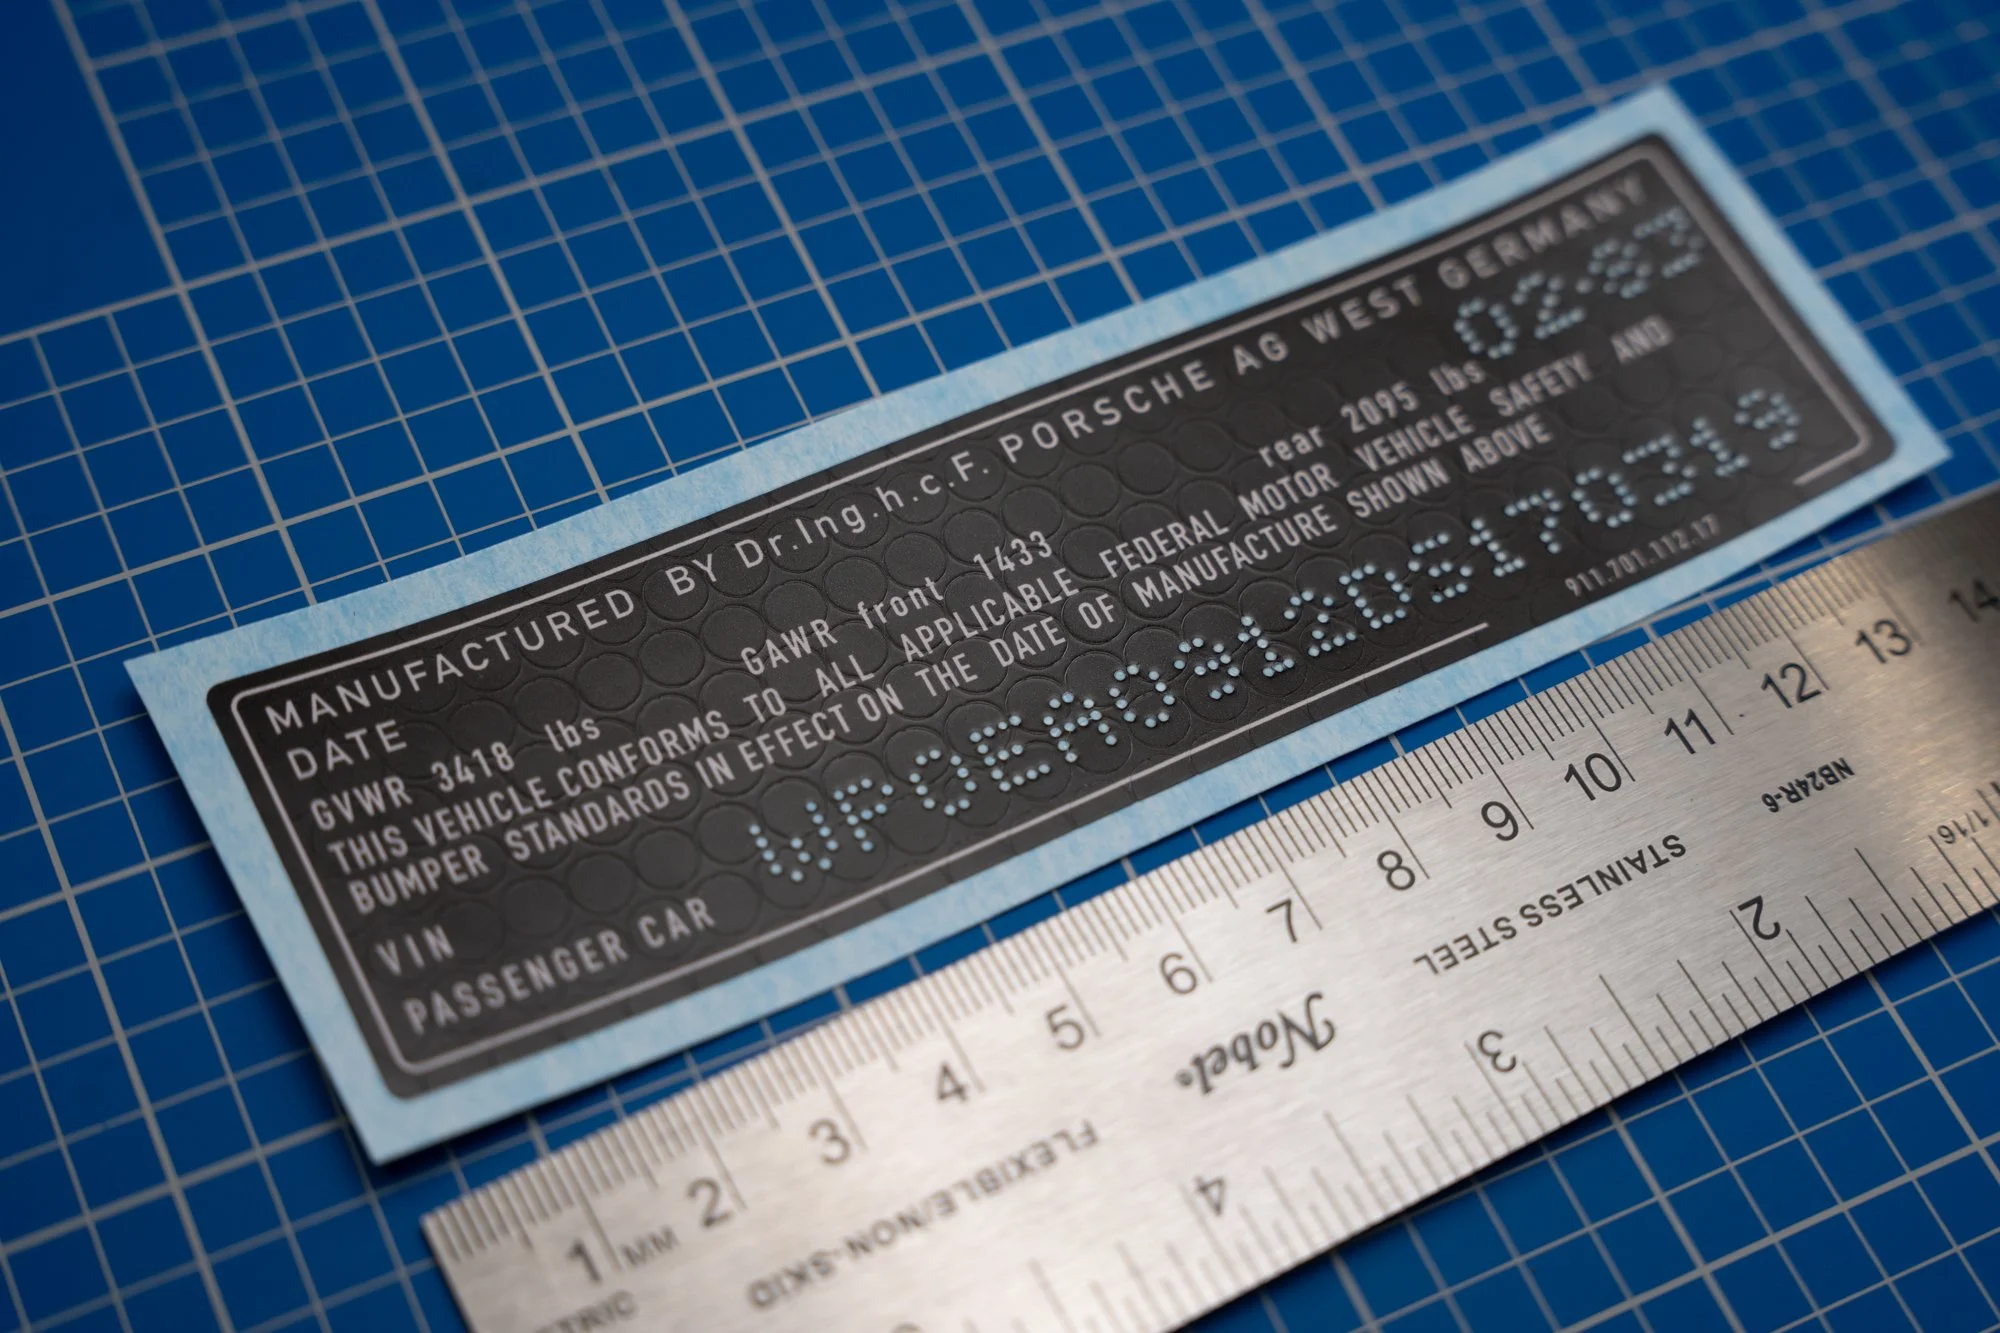 MANUFACTURED BY Dr.Ing.h.c.F. PORSCHE AG WEST GERMANY
DATE 02-83
GVWR 3418 lbs GAWR front 1433 rear 2095 lbs
THIS VEHICLE CONFORMS TO ALL APPLICABLE FEDERAL MOTOR VEHICLE SAFETY AND
BUMPER STANDARDS IN EFFECT ON THE DATE OF MANUFACTURE SHOWN ABOVE
VIN WP0EA0912DS170319
PASSENGER CAR
911.701.112.17
1 MM 2 3 4 5 6 7 8 9 10 11 12 13 14
NB24R-6
1/16
STAINLESS STEEL
Nobel®
FLEXIBLE/NON-SKID
2 3 4